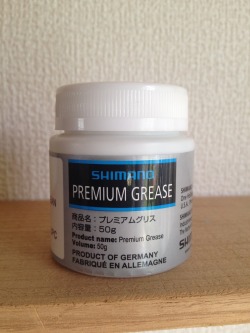 SHIMANO
PREMIUM GREASE
商品名：プレミアムグリス
内容量：50g
Product name: Premium Grease
Volume: 50g
PRODUCT OF GERMANY
FABRIQUÉ EN ALLEMAGNE